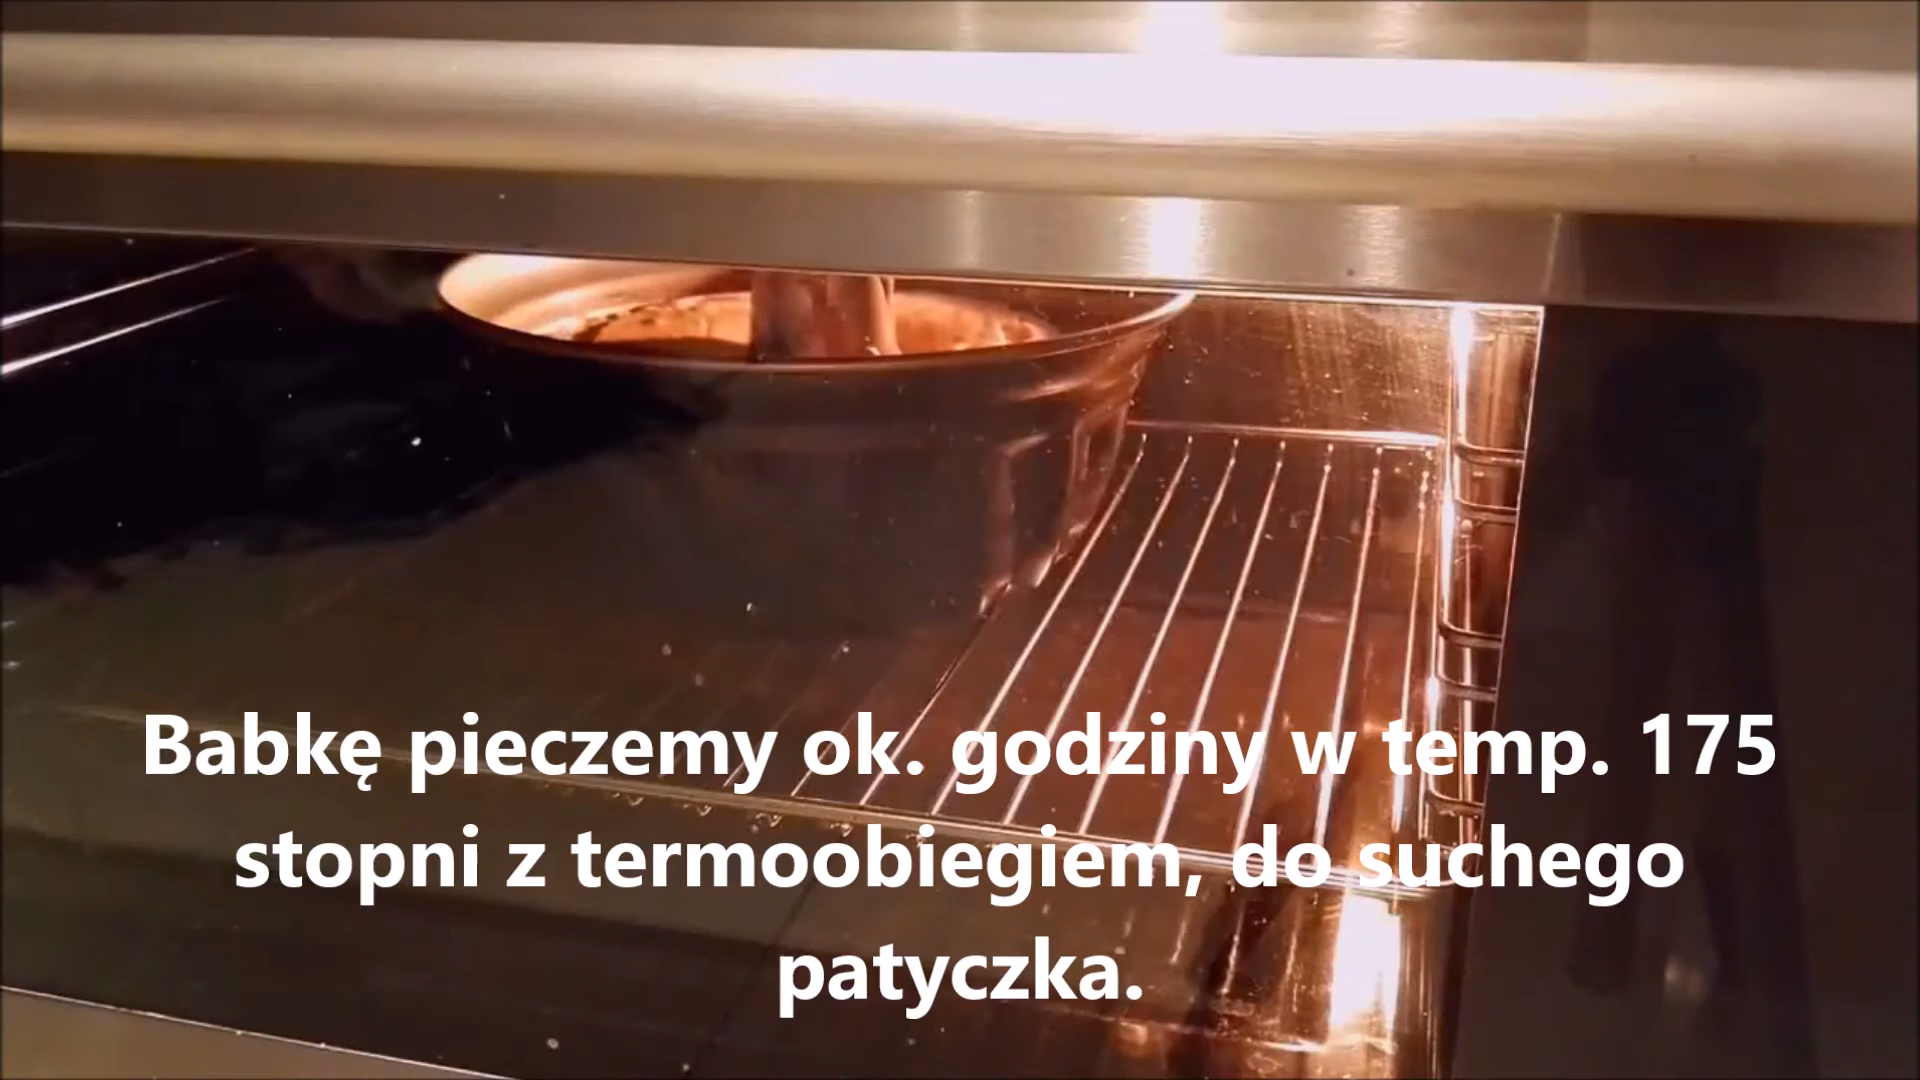 Babkę pieczemy ok. godziny w temp. 175
stopni z termoobiegiem, do suchego
patyczka.